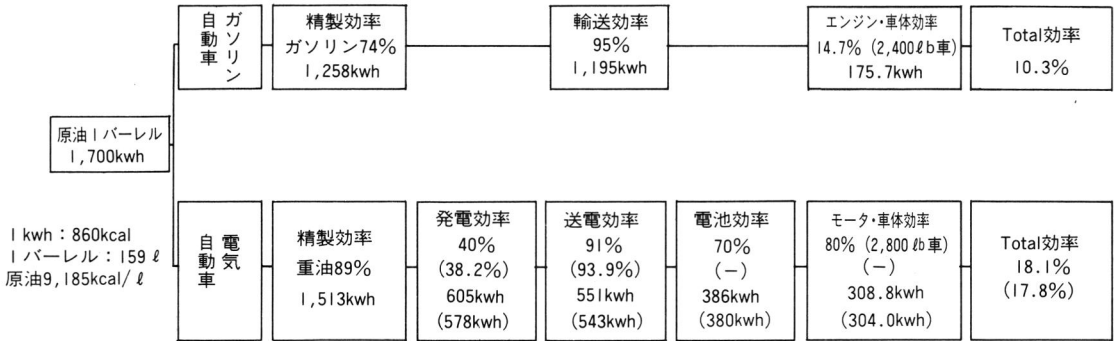 ガソリン
自動車
精製効率
ガソリン74%
1,258kwh
輸送効率
95%
1,195kwh
エンジン・車体効率
14.7% (2,400ℓb車)
175.7kwh
Total効率
10.3%
原油1バーレル
1,700kwh
1kwh:860kcal
1バーレル:159ℓ
原油9,185kcal/ℓ
電気
自動車
精製効率
重油89%
1,513kwh
発電効率
40%
(38.2%)
605kwh
(578kwh)
送電効率
91%
(93.9%)
551kwh
(543kwh)
電池効率
70%
(−)
386kwh
(380kwh)
モータ・車体効率
80% (2,800ℓb車)
(−)
308.8kwh
(304.0kwh)
Total効率
18.1%
(17.8%)